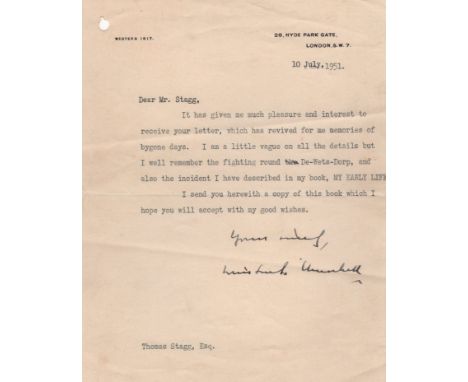 WESTERN 1617.
28, HYDE PARK GATE,
LONDON, S.W. 7.
10 July, 1951.
Dear Mr. Stagg,
It has given me much pleasure and interest to
receive your letter, which has revived for me memories of
bygone days. I am a little vague on all the details but
I well remember the fighting round the De-Wets-Dorp, and
also the incident I have described in my book, MY EARLY LIFE
I send you herewith a copy of this book which I
hope you will accept with my good wishes.
Yours
Winston S. Churchill
Thomas Stagg, Esq.